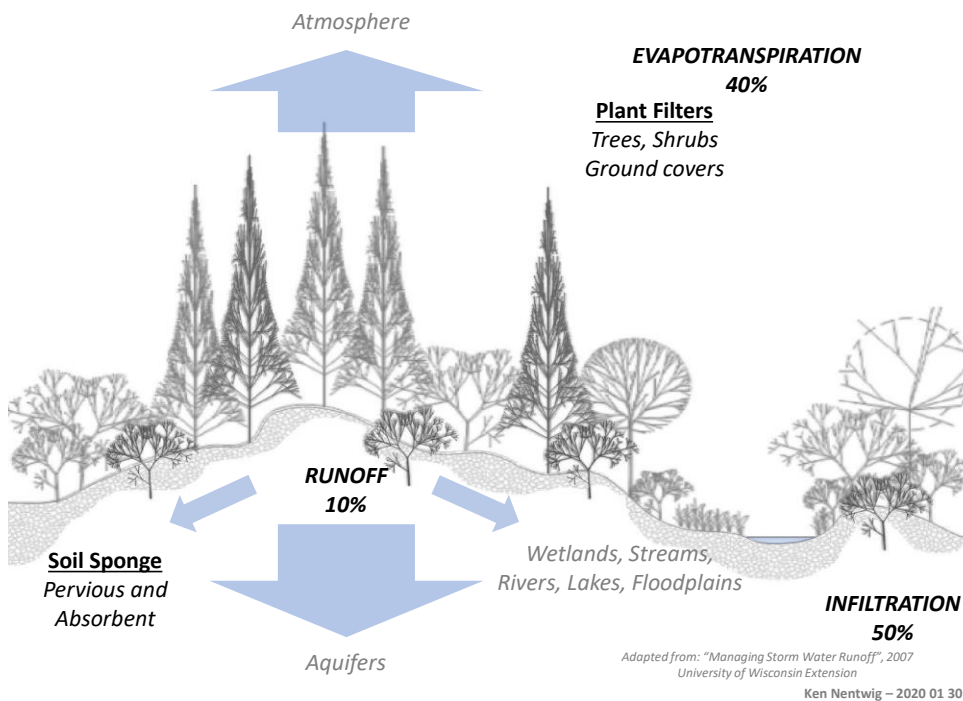 Atmosphere
EVAPOTRANSPIRATION
40%
Plant Filters
Trees, Shrubs
Ground covers
RUNOFF
10%
Soil Sponge
Pervious and
Absorbent
Wetlands, Streams,
Rivers, Lakes, Floodplains
INFILTRATION
50%
Aquifers
Adapted from: “Managing Storm Water Runoff”, 2007
University of Wisconsin Extension
Ken Nentwig – 2020 01 30